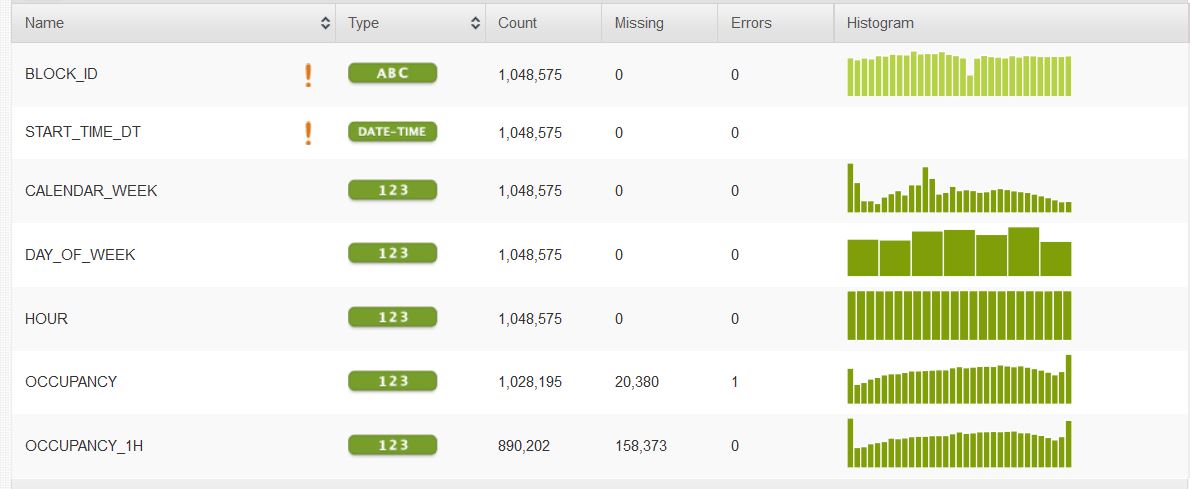 Name Type Count Missing Errors Histogram
BLOCK_ID ! ABC 1,048,575 0 0
START_TIME_DT ! DATE-TIME 1,048,575 0 0
CALENDAR_WEEK 123 1,048,575 0 0
DAY_OF_WEEK 123 1,048,575 0 0
HOUR 123 1,048,575 0 0
OCCUPANCY 123 1,028,195 20,380 1
OCCUPANCY_1H 123 890,202 158,373 0